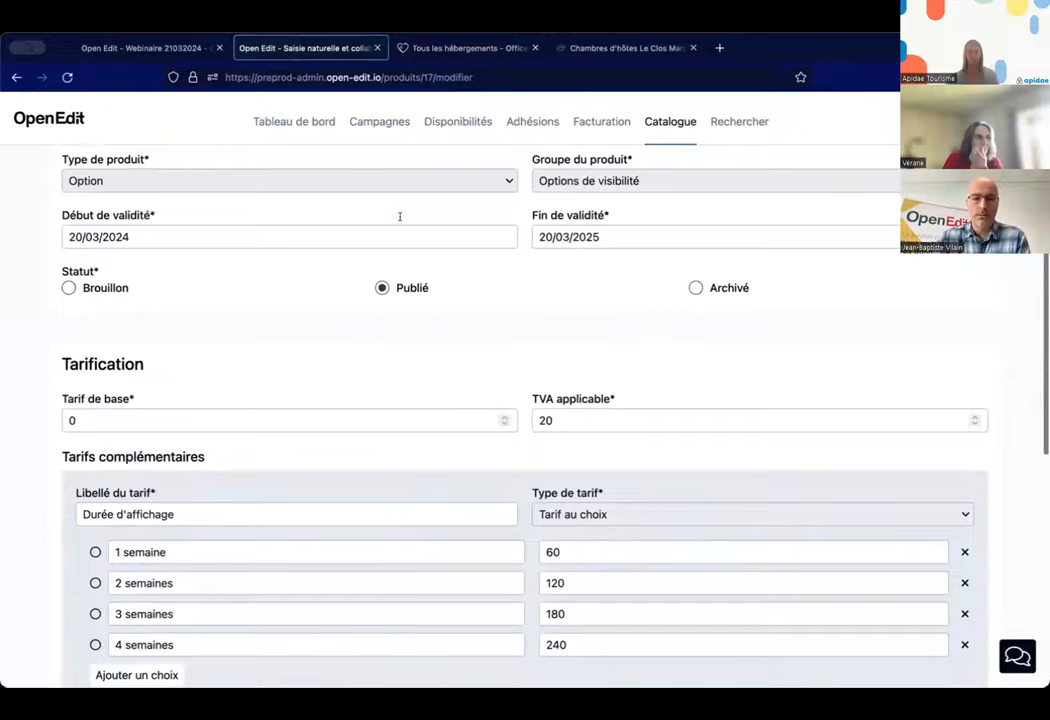 Open Edit - Webinaire 21032024 -
Open Edit - Saisie naturelle et collab
Tous les hébergements - Office
Chambres d'hôtes Le Clos Mar
https://preprod-admin.open-edit.io/produits/17/modifier
Apidae Tourisme
apidae
OpenEdit
Tableau de bord
Campagnes
Disponibilités
Adhésions
Facturation
Catalogue
Rechercher
Vérane
Type de produit*
Groupe du produit*
Option
Options de visibilité
OpenEdi
Jean-Baptiste Vilain
Début de validité*
Fin de validité*
20/03/2024
20/03/2025
Statut*
Brouillon
Publié
Archivé
Tarification
Tarif de base*
TVA applicable*
0
20
Tarifs complémentaires
Libellé du tarif*
Type de tarif*
Durée d'affichage
Tarif au choix
1 semaine
60
2 semaines
120
3 semaines
180
4 semaines
240
Ajouter un choix